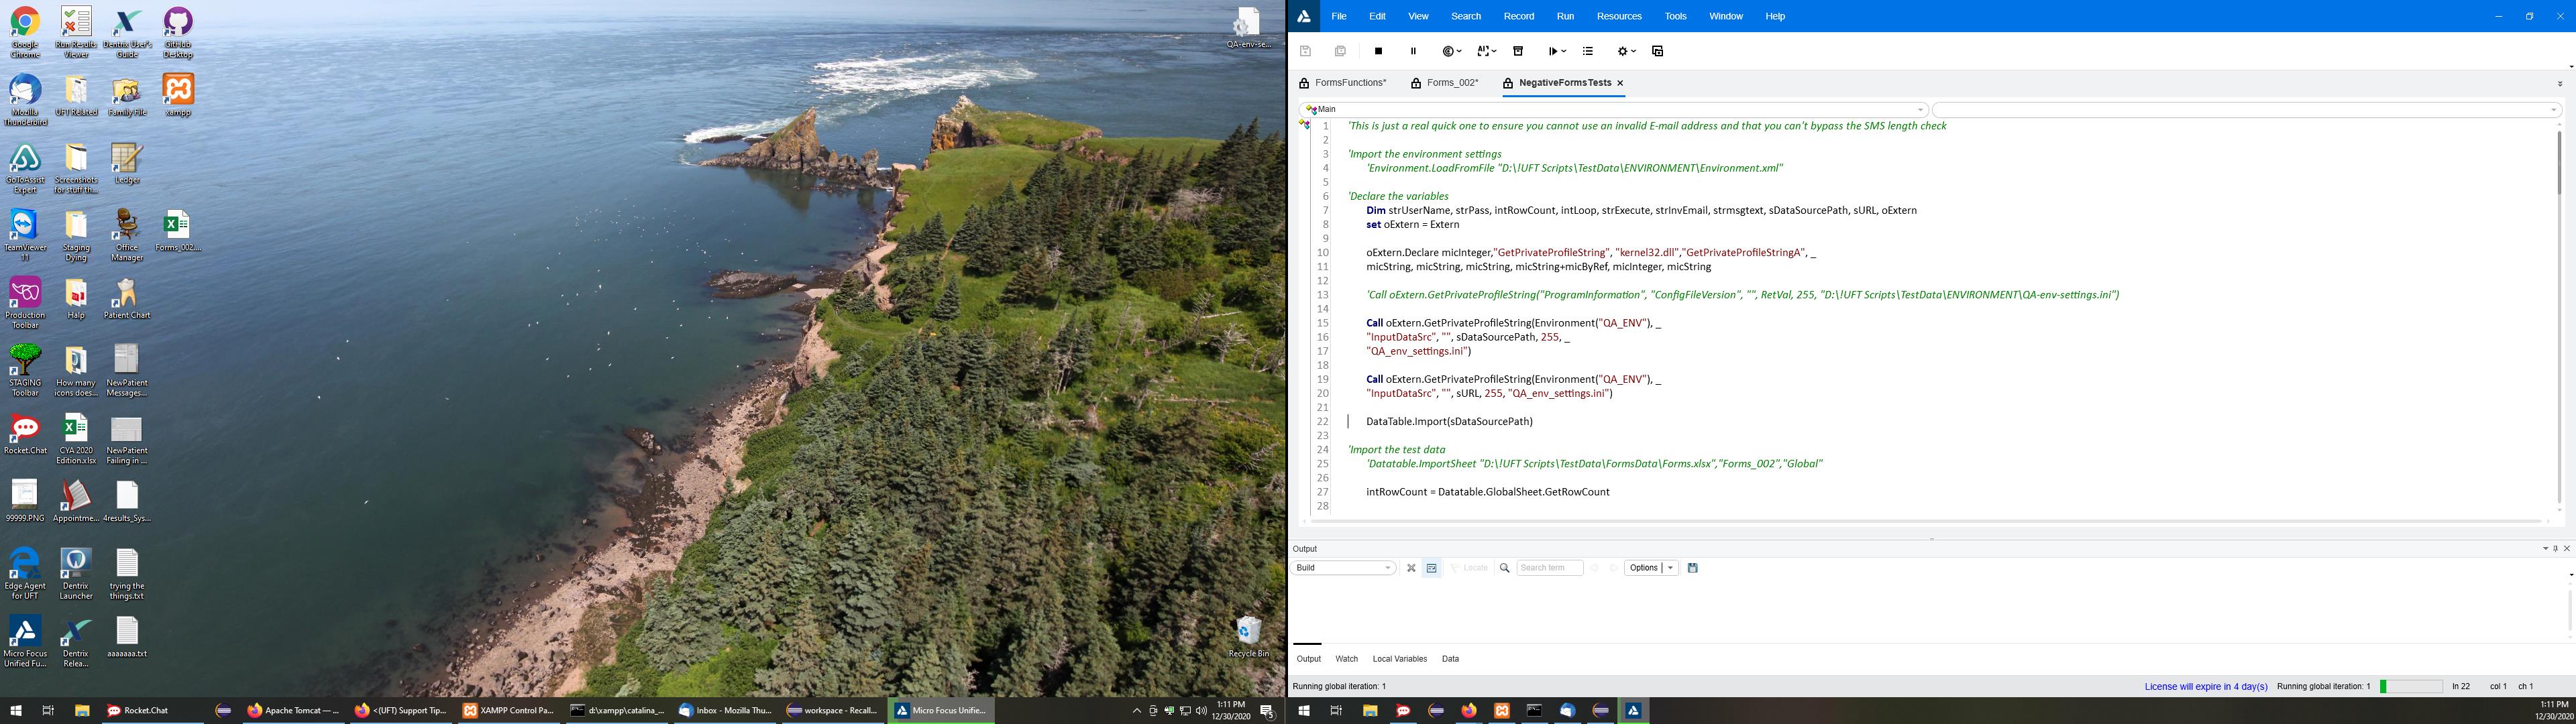 Google Chrome
Run Results Viewer
Dentrix User's Guide
GitHub Desktop
QA-env-se...
Mozilla Thunderbird
UFT Related
Family File
xampp
GoToAssist Expert
Screenshots for stuff th...
Ledger
TeamViewer 11
Staging Dying
Office Manager
Forms_002....
Production Toolbar
Halp
Patient Chart
STAGING Toolbar
How many icons does...
NewPatient Messages...
Rocket.Chat
CYA 2020 Edition.xlsx
NewPatient Failing in ...
99999.PNG
Appointme...
4results_Sys...
Edge Agent for UFT
Dentrix Launcher
trying the things.txt
Micro Focus Unified Fu...
Dentrix Relea...
aaaaaaa.txt
Recycle Bin
Rocket.Chat
Apache Tomcat — ...
<(UFT) Support Tip...
XAMPP Control Pa...
d:\xampp\catalina_...
Inbox - Mozilla Thu...
workspace - Recall...
Micro Focus Unifie...
1:11 PM
12/30/2020
5
File Edit View Search Record Run Resources Tools Window Help
FormsFunctions* Forms_002* NegativeFormsTests
Main
1 'This is just a real quick one to ensure you cannot use an invalid E-mail address and that you can't bypass the SMS length check
2
3 'Import the environment settings
4 'Environment.LoadFromFile "D:\!UFT Scripts\TestData\ENVIRONMENT\Environment.xml"
5
6 'Declare the variables
7 Dim strUserName, strPass, intRowCount, intLoop, strExecute, strInvEmail, strmsgtext, sDataSourcePath, sURL, oExtern
8 set oExtern = Extern
9
10 oExtern.Declare micInteger,"GetPrivateProfileString", "kernel32.dll","GetPrivateProfileStringA", _
11 micString, micString, micString, micString+micByRef, micInteger, micString
12
13 'Call oExtern.GetPrivateProfileString("ProgramInformation", "ConfigFileVersion", "", RetVal, 255, "D:\!UFT Scripts\TestData\ENVIRONMENT\QA-env-settings.ini")
14
15 Call oExtern.GetPrivateProfileString(Environment("QA_ENV"), _
16 "InputDataSrc", "", sDataSourcePath, 255, _
17 "QA_env_settings.ini")
18
19 Call oExtern.GetPrivateProfileString(Environment("QA_ENV"), _
20 "InputDataSrc", "", sURL, 255, "QA_env_settings.ini")
21
22 DataTable.Import(sDataSourcePath)
23
24 'Import the test data
25 'Datatable.ImportSheet "D:\!UFT Scripts\TestData\FormsData\Forms.xlsx","Forms_002","Global"
26
27 intRowCount = Datatable.GlobalSheet.GetRowCount
28
Output
Build Locate Search term Options
Output Watch Local Variables Data
Running global iteration: 1 License will expire in 4 day(s) Running global iteration: 1 ln 22 col 1 ch 1
1:11 PM
12/30/2020